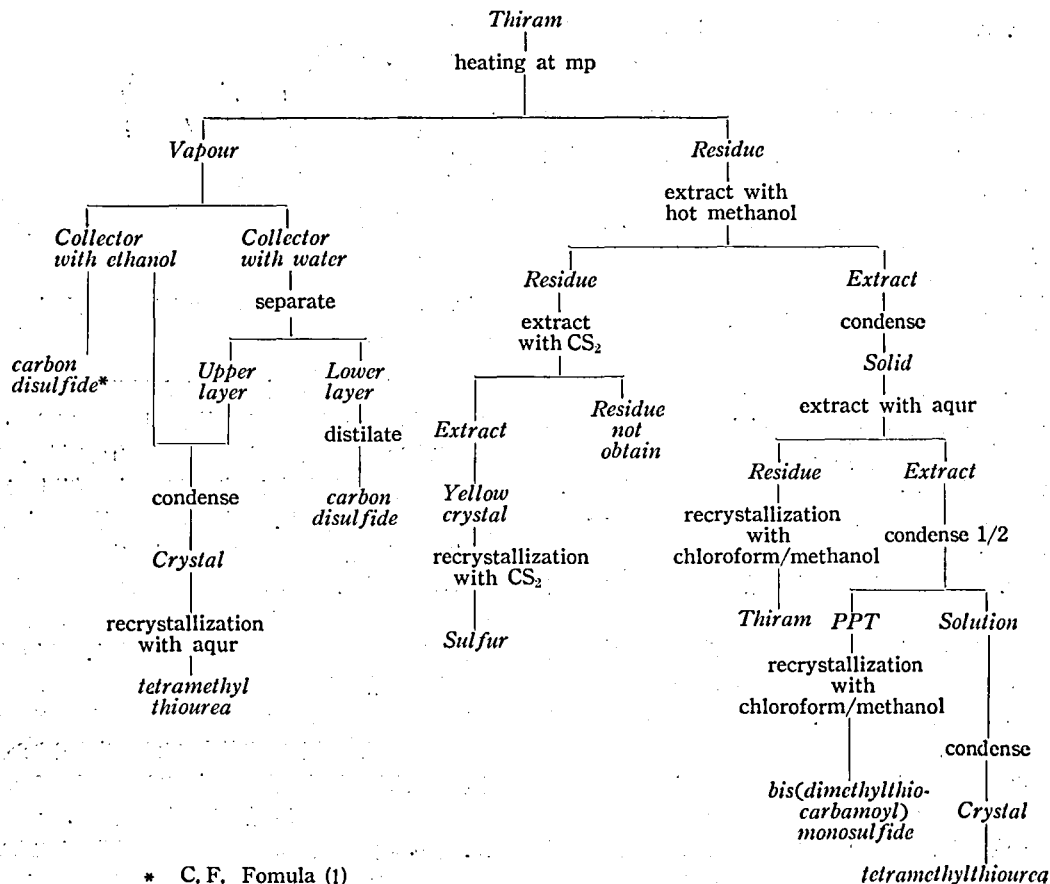 Thiram
heating at mp
Vapour
Residue
extract with
hot methanol
Collector
with ethanol
Collector
with water
separate
carbon
disulfide*
Upper
layer
Lower
layer
distilate
carbon
disulfide
condense
Crystal
recrystallization
with aqur
tetramethyl
thiourea
Residue
extract
with CS2
Extract
Residue
not
obtain
Yellow
crystal
recrystallization
with CS2
Sulfur
Extract
condense
Solid
extract with aqur
Residue
recrystallization
with
chloroform/methanol
Thiram
Extract
condense 1/2
PPT
recrystallization
with
chloroform/methanol
bis(dimethylthio-
carbamoyl)
monosulfide
Solution
condense
Crystal
tetramethylthiourea
* C, F, Fomula (1)